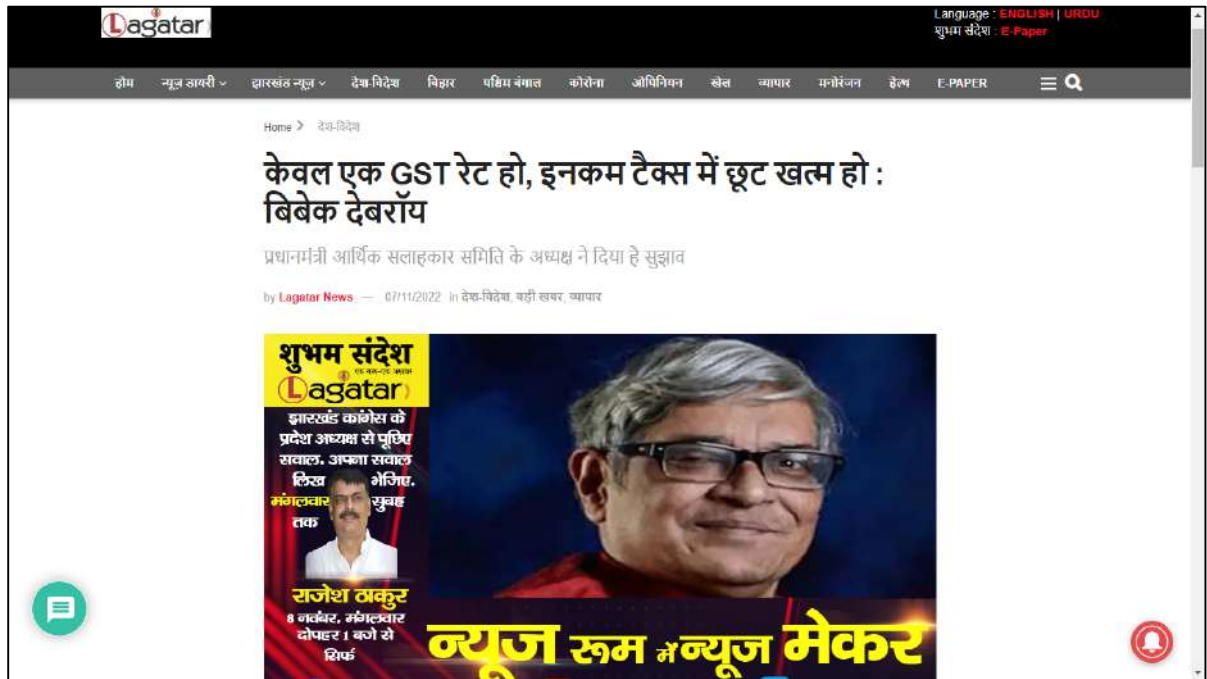 Lagatar
Language : ENGLISH | URDU
शुभम संदेश : E-Paper
होम न्यूज़ डायरी झारखंड न्यूज़ देश-विदेश बिहार पश्चिम बंगाल कोरोना ओपिनियन खेल व्यापार मनोरंजन हेल्थ E-PAPER
Home > देश-विदेश
केवल एक GST रेट हो, इनकम टैक्स में छूट खत्म हो :
बिबेक देबरॉय
प्रधानमंत्री आर्थिक सलाहकार समिति के अध्यक्ष ने दिया है सुझाव
by Lagatar News — 07/11/2022 in देश-विदेश, बड़ी खबर, व्यापार
शुभम संदेश
Lagatar
झारखंड कांग्रेस के
प्रदेश अध्यक्ष से पूछिए
सवाल. अपना सवाल
लिख भेजिए.
मंगलवार सुबह
तक
राजेश ठाकुर
8 नवंबर, मंगलवार
दोपहर 1 बजे से
सिर्फ
न्यूज रूम में न्यूज मेकर